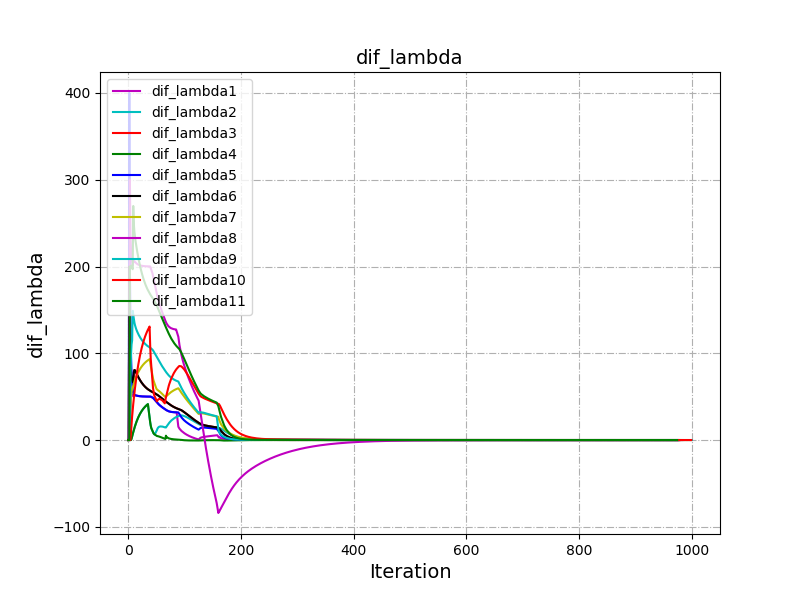 dif_lambda
400
300
200
100
0
−100
dif_lambda
dif_lambda1
dif_lambda2
dif_lambda3
dif_lambda4
dif_lambda5
dif_lambda6
dif_lambda7
dif_lambda8
dif_lambda9
dif_lambda10
dif_lambda11
0 200 400 600 800 1000
Iteration